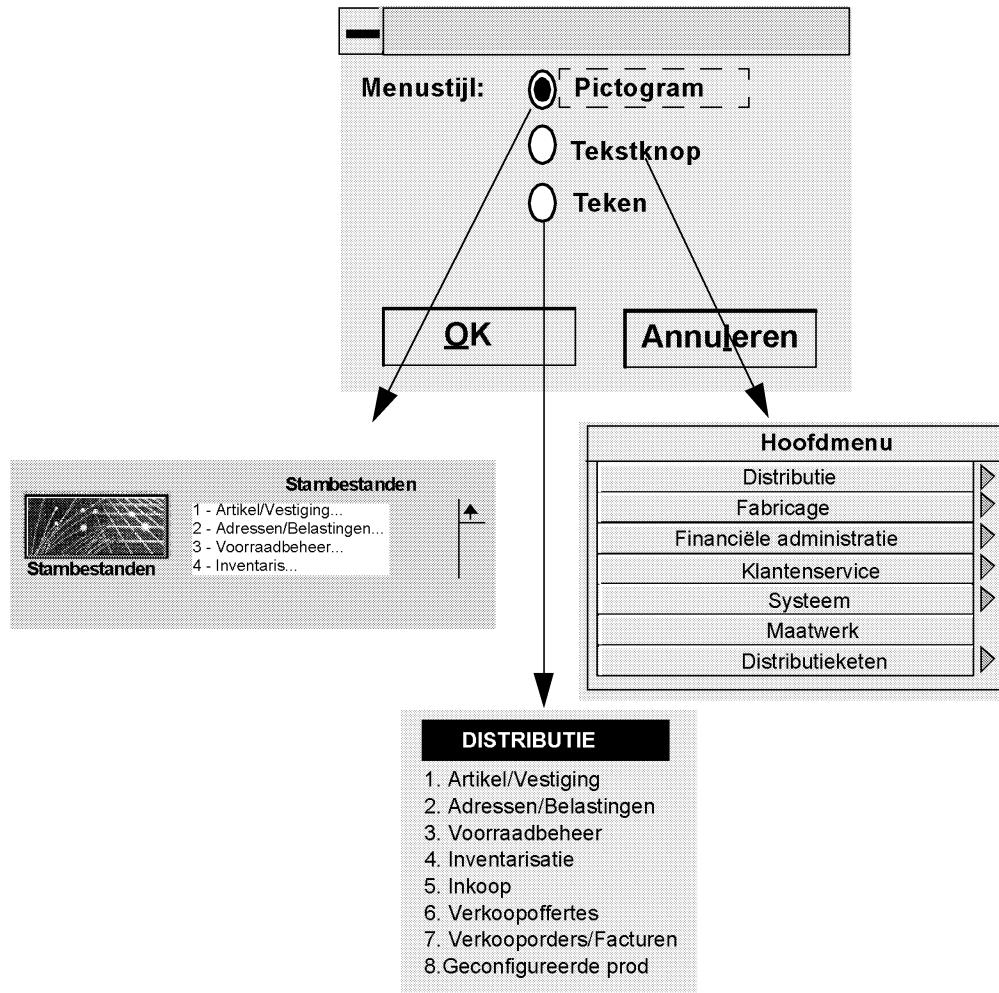 Menustijl:
Pictogram
Tekstknop
Teken
OK
Annuleren
Stambestanden
1 - Artikel/Vestiging...
2 - Adressen/Belastingen...
3 - Voorraadbeheer...
4 - Inventaris...
Stambestanden
Hoofdmenu
Distributie
Fabricage
Financiële administratie
Klantenservice
Systeem
Maatwerk
Distributieketen
DISTRIBUTIE
1. Artikel/Vestiging
2. Adressen/Belastingen
3. Voorraadbeheer
4. Inventarisatie
5. Inkoop
6. Verkoopoffertes
7. Verkooporders/Facturen
8.Geconfigureerde prod